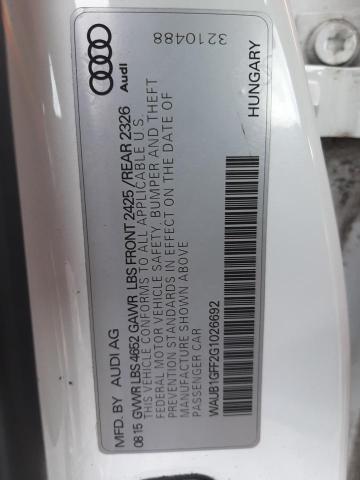 MFD. BY AUDI AG
08 15 GVWR LBS 4652 GAWR LBS FRONT 2425 / REAR 2326
THIS VEHICLE CONFORMS TO ALL APPLICABLE U.S.
FEDERAL MOTOR VEHICLE SAFETY, BUMPER AND THEFT
PREVENTION STANDARDS IN EFFECT ON THE DATE OF
MANUFACTURE SHOWN ABOVE
PASSENGER CAR
WAUB1GFF2G1026692
HUNGARY
Audi
3210488